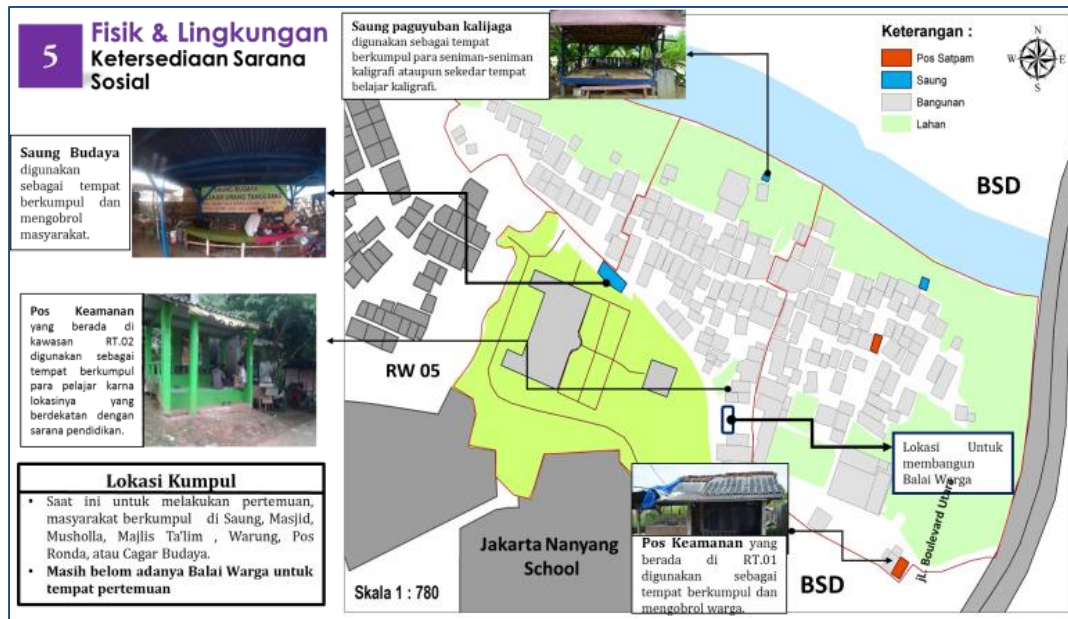 5
Fisik & Lingkungan
Ketersediaan Sarana
Sosial
Saung Budaya
digunakan
sebagai tempat
berkumpul dan
mengobrol
masyarakat.
SAUNG BUDAYA
Pos Keamanan
yang berada di
kawasan RT.02
digunakan sebagai
tempat berkumpul
para pelajar karna
lokasinya yang
berdekatan dengan
sarana pendidikan.
Lokasi Kumpul
• Saat ini untuk melakukan pertemuan,
masyarakat berkumpul di Saung, Masjid,
Musholla, Majlis Ta'lim , Warung, Pos
Ronda, atau Cagar Budaya.
• Masih belom adanya Balai Warga untuk
tempat pertemuan
Saung paguyuban kalijaga
digunakan sebagai tempat
berkumpul para seniman-seniman
kaligrafi ataupun sekedar tempat
belajar kaligrafi.
Keterangan :
Pos Satpam
Saung
Bangunan
Lahan
N
W
E
S
BSD
RW 05
Lokasi Untuk
membangun
Balai Warga
jL. Boulevard Utara
Jakarta Nanyang
School
Pos Keamanan yang
berada di RT.01
digunakan sebagai
tempat berkumpul dan
mengobrol warga.
BSD
Skala 1 : 780